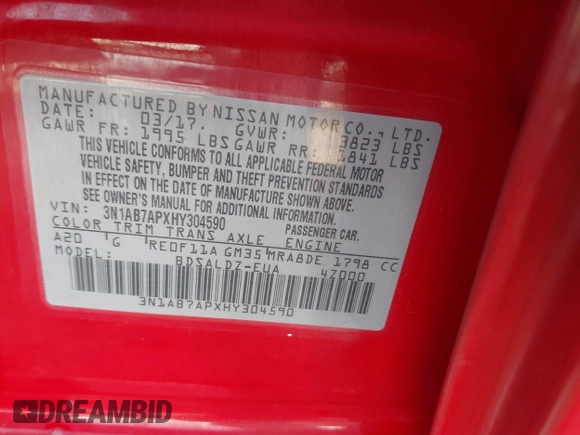 MANUFACTURED BY NISSAN MOTOR CO., LTD.
DATE: 03/17. GVWR: 3823 LBS
GAWR FR: 1995 LBS GAWR RR: 1841 LBS
THIS VEHICLE CONFORMS TO ALL APPLICABLE FEDERAL MOTOR
VEHICLE SAFETY, BUMPER AND THEFT PREVENTION STANDARDS
IN EFFECT ON THE DATE OF MANUFACTURE SHOWN ABOVE.
SEE OWNER'S MANUAL FOR ADDITIONAL INFORMATION.
VIN: 3N1AB7APXHY304590 PASSENGER CAR.
COLOR TRIM TRANS AXLE ENGINE
A20 G RE0F11A GM35 MRA8DE 1798 CC
BDSALDZ-EUA 4Z000
3N1AB7APXHY304590
DREAMBID